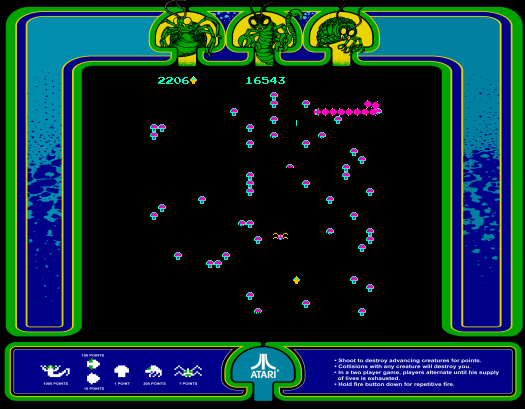 2206 16543
100 POINTS
1000 POINTS
10 POINTS
1 POINT
200 POINTS
? POINTS
ATARI
• Shoot to destroy advancing creatures for points.
• Collisions with any creature will destroy you.
• In a two player game, players alternate until his supply
of lives is exhausted.
• Hold fire button down for repetitive fire.